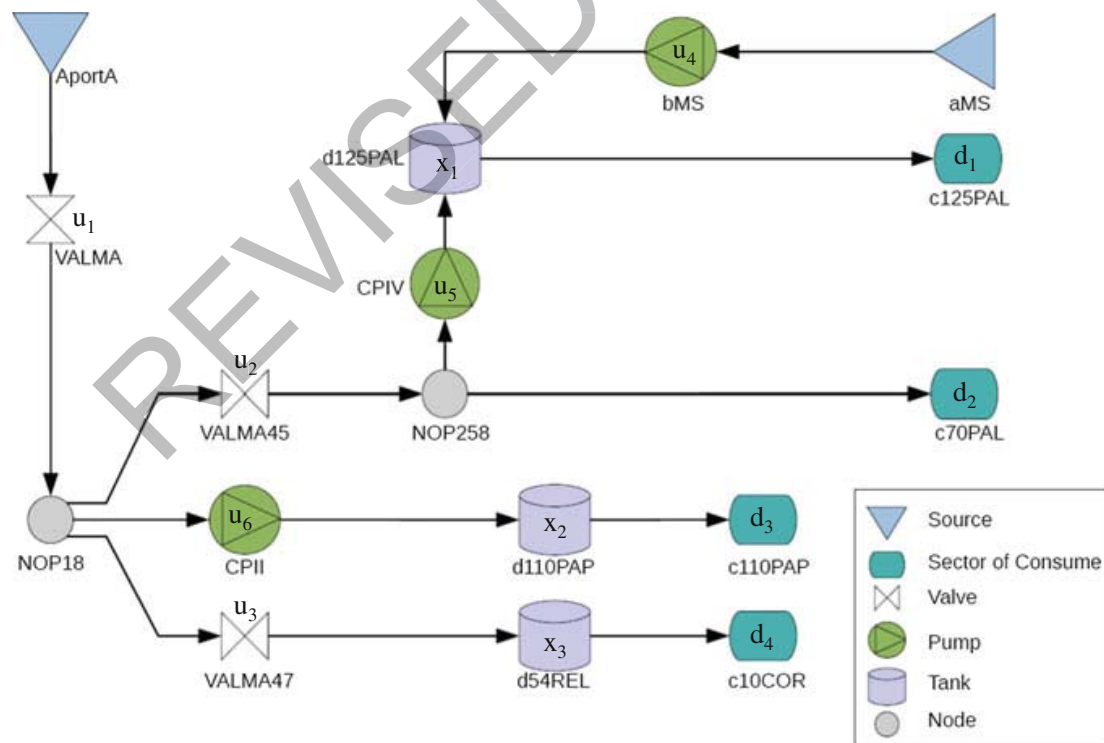 AportA
u4
bMS
aMS
d125PAL
x1
d1
c125PAL
u1
VALMA
CPIV
u5
u2
VALMA45
NOP258
d2
c70PAL
NOP18
u6
CPII
x2
d110PAP
d3
c110PAP
u3
VALMA47
x3
d54REL
d4
c10COR
Source
Sector of Consume
Valve
Pump
Tank
Node
REVISED